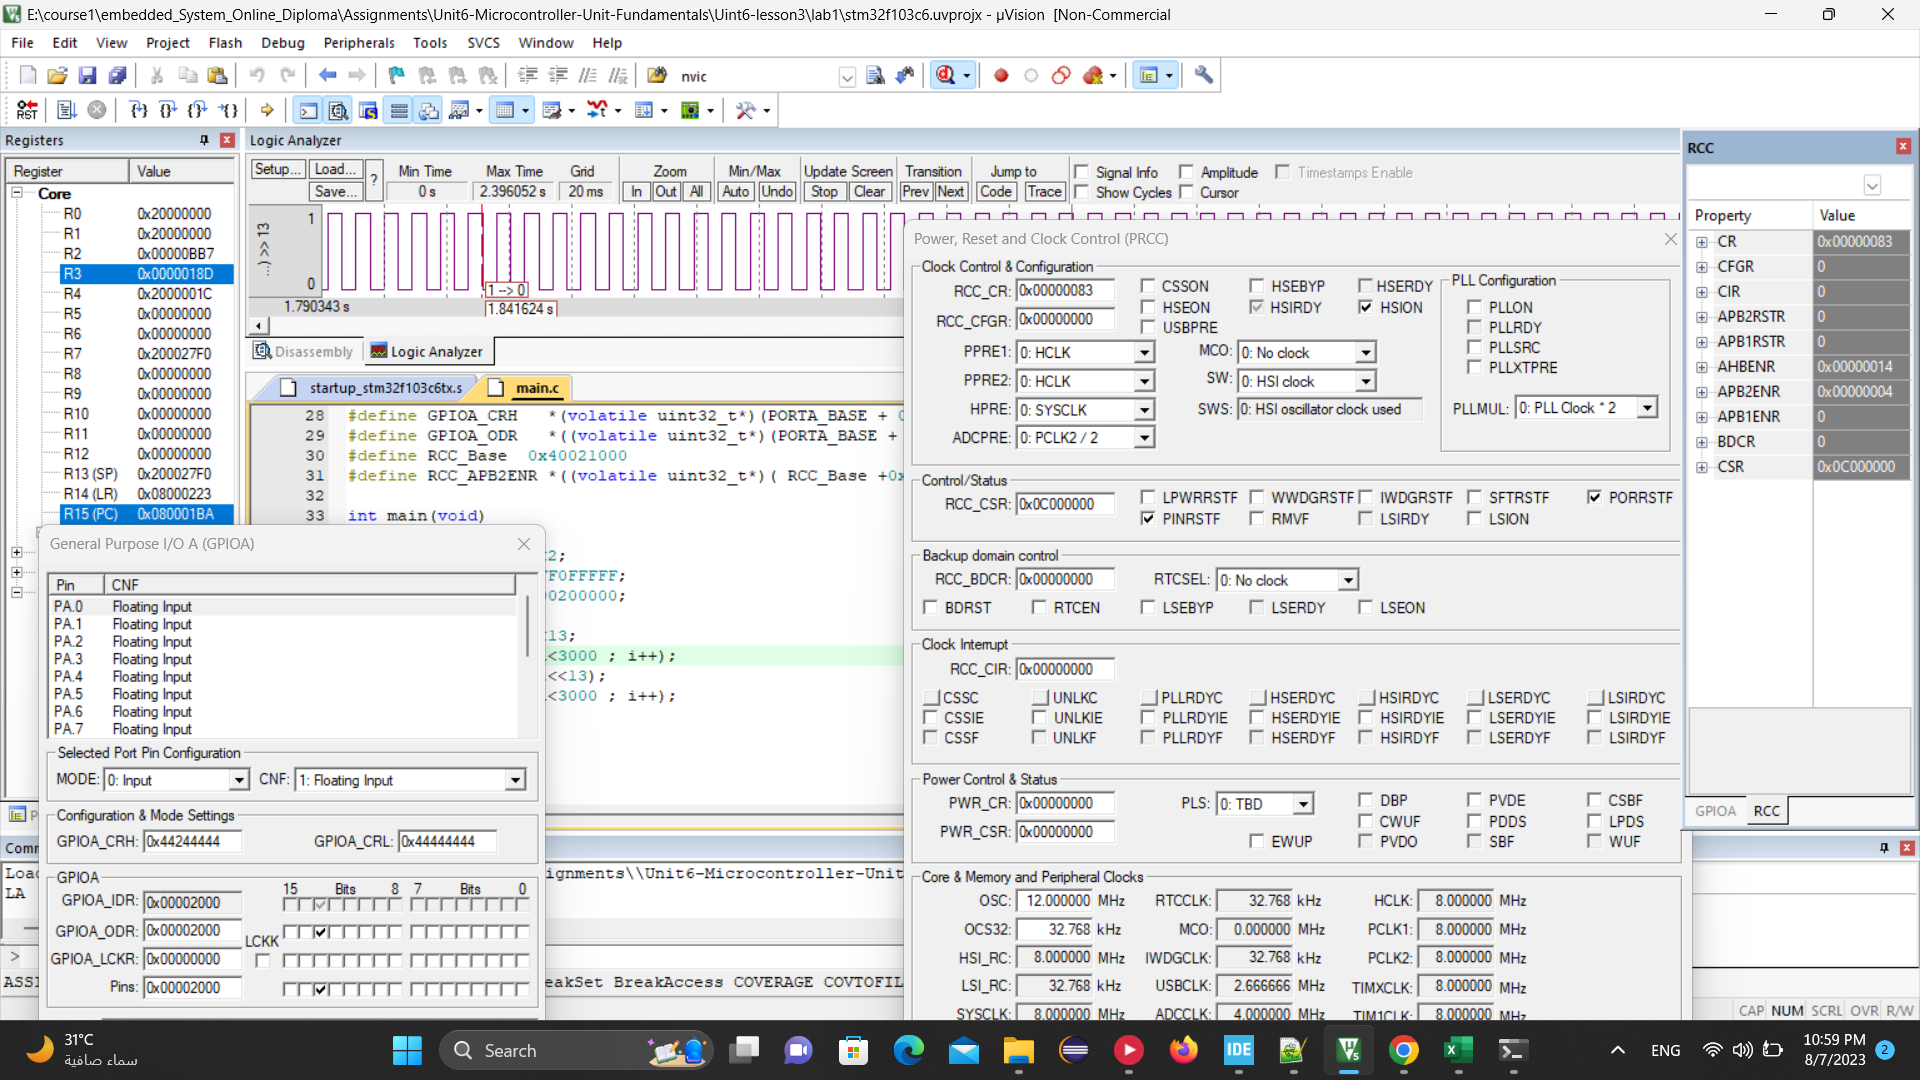 E:\course1\embedded_System_Online_Diploma\Assignments\Unit6-Microcontroller-Unit-Fundamentals\Uint6-lesson3\lab1\stm32f103c6.uvprojx - µVision  [Non-Commercial
File Edit View Project Flash Debug Peripherals Tools SVCS Window Help
nvic
RST
Registers
Register Value
Core
R0 0x20000000
R1 0x20000000
R2 0x00000BB7
R3 0x0000018D
R4 0x2000001C
R5 0x00000000
R6 0x00000000
R7 0x200027F0
R8 0x00000000
R9 0x00000000
R10 0x00000000
R11 0x00000000
R12 0x00000000
R13 (SP) 0x200027F0
R14 (LR) 0x08000223
R15 (PC) 0x080001BA
Logic Analyzer
Setup... Load... Save... ?
Min Time 0 s
Max Time 2.396052 s
Grid 20 ms
Zoom In Out All
Min/Max Auto Undo
Update Screen Stop Clear
Transition Prev Next
Jump to Code Trace
Signal Info Amplitude Timestamps Enable
Show Cycles Cursor
...) >> 13
1
0
1 --> 0
1.790343 s 1.841624 s
Disassembly Logic Analyzer
startup_stm32f103c6tx.s main.c
28 #define GPIOA_CRH   *(volatile uint32_t*)(PORTA_BASE + 0
29 #define GPIOA_ODR   *((volatile uint32_t*)(PORTA_BASE +
30 #define RCC_Base  0x40021000
31 #define RCC_APB2ENR *((volatile uint32_t*)( RCC_Base +0x
32
33 int main(void)
2;
F0FFFFF;
00200000;
13;
<3000 ; i++);
<<13);
<3000 ; i++);
General Purpose I/O A (GPIOA)
Pin CNF
PA.0 Floating Input
PA.1 Floating Input
PA.2 Floating Input
PA.3 Floating Input
PA.4 Floating Input
PA.5 Floating Input
PA.6 Floating Input
PA.7 Floating Input
Selected Port Pin Configuration
MODE: 0: Input CNF: 1: Floating Input
Configuration & Mode Settings
GPIOA_CRH: 0x44244444 GPIOA_CRL: 0x44444444
GPIOA
15 Bits 8 7 Bits 0
GPIOA_IDR: 0x00002000
GPIOA_ODR: 0x00002000
LCKK
GPIOA_LCKR: 0x00000000
Pins: 0x00002000
Power, Reset and Clock Control (PRCC)
Clock Control & Configuration
RCC_CR: 0x00000083 CSSON HSEBYP HSERDY
HSEON HSIRDY HSION
RCC_CFGR: 0x00000000 USBPRE
PPRE1: 0: HCLK MCO: 0: No clock
PPRE2: 0: HCLK SW: 0: HSI clock
HPRE: 0: SYSCLK SWS: 0: HSI oscillator clock used
ADCPRE: 0: PCLK2 / 2
PLL Configuration
PLLON
PLLRDY
PLLSRC
PLLXTPRE
PLLMUL: 0: PLL Clock * 2
Control/Status
RCC_CSR: 0x0C000000 LPWRRSTF WWDGRSTF IWDGRSTF SFTRSTF PORRSTF
PINRSTF RMVF LSIRDY LSION
Backup domain control
RCC_BDCR: 0x00000000 RTCSEL: 0: No clock
BDRST RTCEN LSEBYP LSERDY LSEON
Clock Interrupt
RCC_CIR: 0x00000000
CSSC UNLKC PLLRDYC HSERDYC HSIRDYC LSERDYC LSIRDYC
CSSIE UNLKIE PLLRDYIE HSERDYIE HSIRDYIE LSERDYIE LSIRDYIE
CSSF UNLKF PLLRDYF HSERDYF HSIRDYF LSERDYF LSIRDYF
Power Control & Status
PWR_CR: 0x00000000 PLS: 0: TBD DBP PVDE CSBF
CWUF PDDS LPDS
PWR_CSR: 0x00000000 EWUP PVDO SBF WUF
Core & Memory and Peripheral Clocks
OSC: 12.000000 MHz RTCCLK: 32.768 kHz HCLK: 8.000000 MHz
OCS32: 32.768 kHz MCO: 0.000000 MHz PCLK1: 8.000000 MHz
HSI_RC: 8.000000 MHz IWDGCLK: 32.768 kHz PCLK2: 8.000000 MHz
LSI_RC: 32.768 kHz USBCLK: 2.666666 MHz TIMXCLK: 8.000000 MHz
SYSCLK: 8.000000 MHz ADCCLK: 4.000000 MHz TIM1CLK: 8.000000 MHz
RCC
Property Value
CR 0x00000083
CFGR 0
CIR 0
APB2RSTR 0
APB1RSTR 0
AHBENR 0x00000014
APB2ENR 0x00000004
APB1ENR 0
BDCR 0
CSR 0x0C000000
GPIOA RCC
P
Comm
Load
LA
ignments\\Unit6-Microcontroller-Unit
>
ASSI
eakSet BreakAccess COVERAGE COVTOFIL
CAP NUM SCRL OVR R/W
31°C
سماء صافية
Search
IDE
ENG
10:59 PM
8/7/2023
2